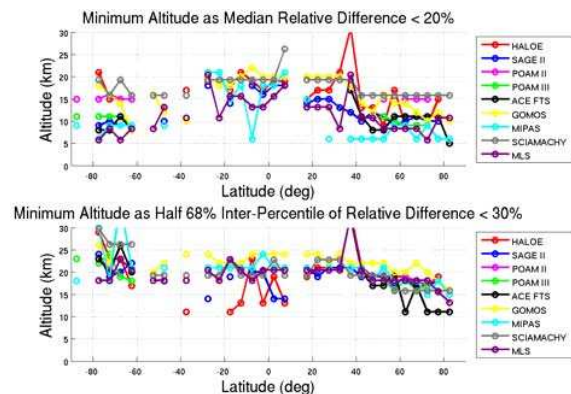 Minimum Altitude as Median Relative Difference < 20%
30
25
20
15
10
5
0
Altitude (km)
-80 -60 -40 -20 0 20 40 60 80
Latitude (deg)
HALOE
SAGE II
POAM II
POAM III
ACE FTS
GOMOS
MIPAS
SCIAMACHY
MLS
Minimum Altitude as Half 68% Inter-Percentile of Relative Difference < 30%
30
25
20
15
10
5
0
Altitude (km)
-80 -60 -40 -20 0 20 40 60 80
Latitude (deg)
HALOE
SAGE II
POAM II
POAM III
ACE FTS
GOMOS
MIPAS
SCIAMACHY
MLS